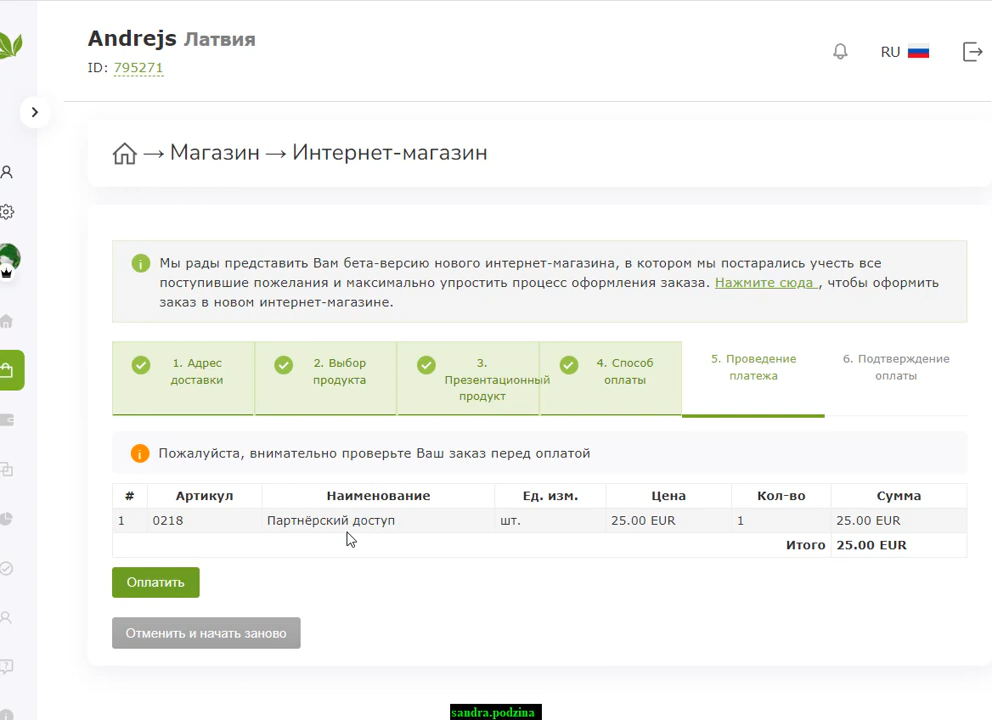 Andrejs Латвия
ID: 795271
RU
→ Магазин → Интернет-магазин
Мы рады представить Вам бета-версию нового интернет-магазина, в котором мы постарались учесть все
поступившие пожелания и максимально упростить процесс оформления заказа. Нажмите сюда , чтобы оформить
заказ в новом интернет-магазине.
1. Адрес
доставки
2. Выбор
продукта
3.
Презентационный
продукт
4. Способ
оплаты
5. Проведение
платежа
6. Подтверждение
оплаты
Пожалуйста, внимательно проверьте Ваш заказ перед оплатой
# Артикул Наименование Ед. изм. Цена Кол-во Сумма
1 0218 Партнёрский доступ шт. 25.00 EUR 1 25.00 EUR
Итого 25.00 EUR
Оплатить
Отменить и начать заново
sandra.podzina